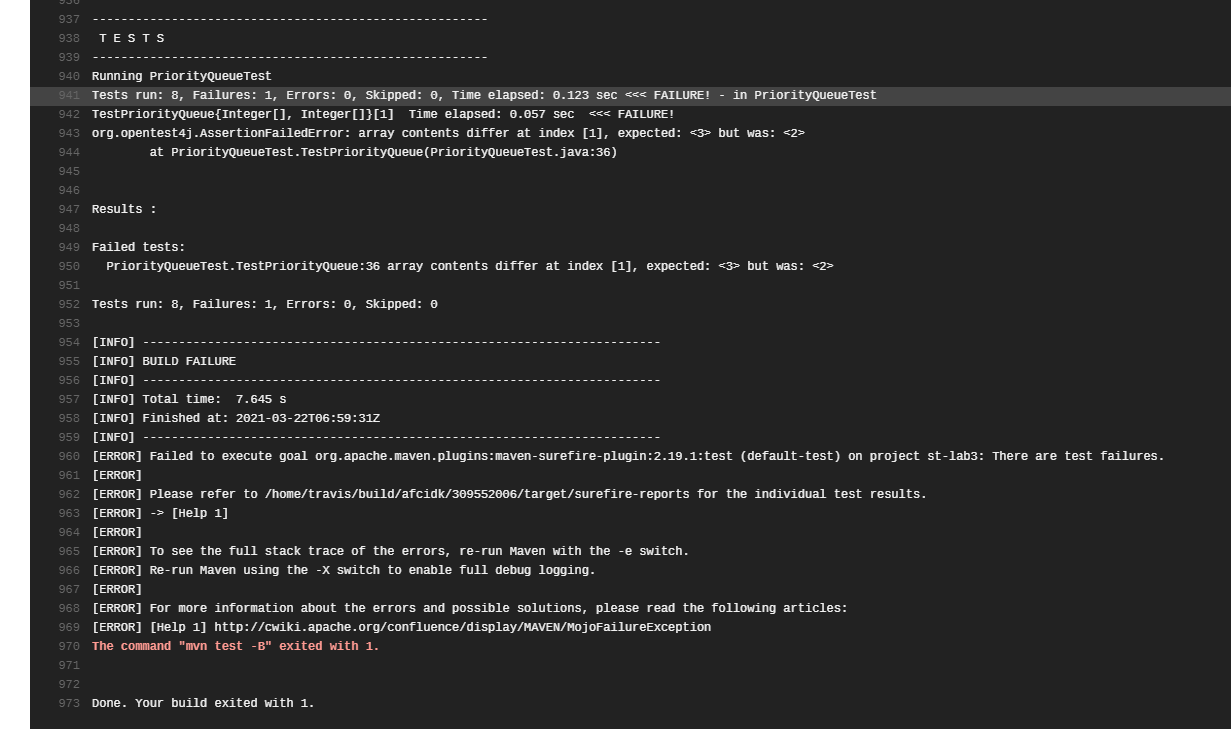 936
937 -------------------------------------------------------
938  T E S T S
939 -------------------------------------------------------
940 Running PriorityQueueTest
941 Tests run: 8, Failures: 1, Errors: 0, Skipped: 0, Time elapsed: 0.123 sec <<< FAILURE! - in PriorityQueueTest
942 TestPriorityQueue{Integer[], Integer[]}[1]  Time elapsed: 0.057 sec  <<< FAILURE!
943 org.opentest4j.AssertionFailedError: array contents differ at index [1], expected: <3> but was: <2>
944         at PriorityQueueTest.TestPriorityQueue(PriorityQueueTest.java:36)
945
946
947 Results :
948
949 Failed tests:
950   PriorityQueueTest.TestPriorityQueue:36 array contents differ at index [1], expected: <3> but was: <2>
951
952 Tests run: 8, Failures: 1, Errors: 0, Skipped: 0
953
954 [INFO] ------------------------------------------------------------------------
955 [INFO] BUILD FAILURE
956 [INFO] ------------------------------------------------------------------------
957 [INFO] Total time:  7.645 s
958 [INFO] Finished at: 2021-03-22T06:59:31Z
959 [INFO] ------------------------------------------------------------------------
960 [ERROR] Failed to execute goal org.apache.maven.plugins:maven-surefire-plugin:2.19.1:test (default-test) on project st-lab3: There are test failures.
961 [ERROR]
962 [ERROR] Please refer to /home/travis/build/afcidk/309552006/target/surefire-reports for the individual test results.
963 [ERROR] -> [Help 1]
964 [ERROR]
965 [ERROR] To see the full stack trace of the errors, re-run Maven with the -e switch.
966 [ERROR] Re-run Maven using the -X switch to enable full debug logging.
967 [ERROR]
968 [ERROR] For more information about the errors and possible solutions, please read the following articles:
969 [ERROR] [Help 1] http://cwiki.apache.org/confluence/display/MAVEN/MojoFailureException
970 The command "mvn test -B" exited with 1.
971
972
973 Done. Your build exited with 1.